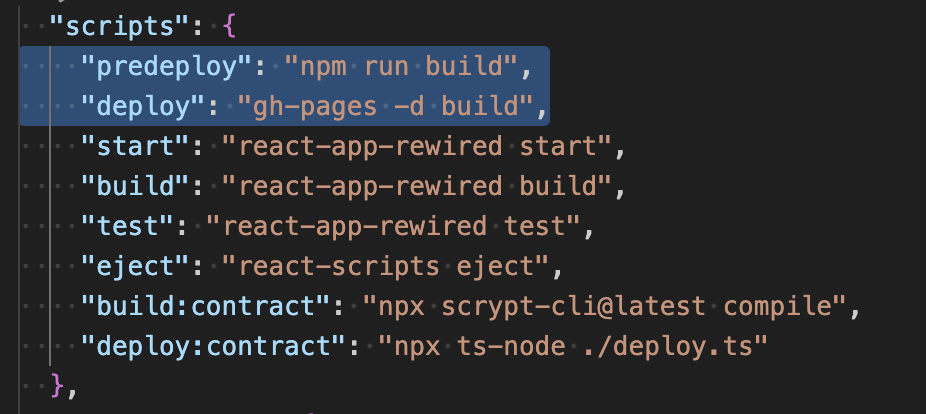 "scripts": {
"predeploy": "npm run build",
"deploy": "gh-pages -d build",
"start": "react-app-rewired start",
"build": "react-app-rewired build",
"test": "react-app-rewired test",
"eject": "react-scripts eject",
"build:contract": "npx scrypt-cli@latest compile",
"deploy:contract": "npx ts-node ./deploy.ts"
},